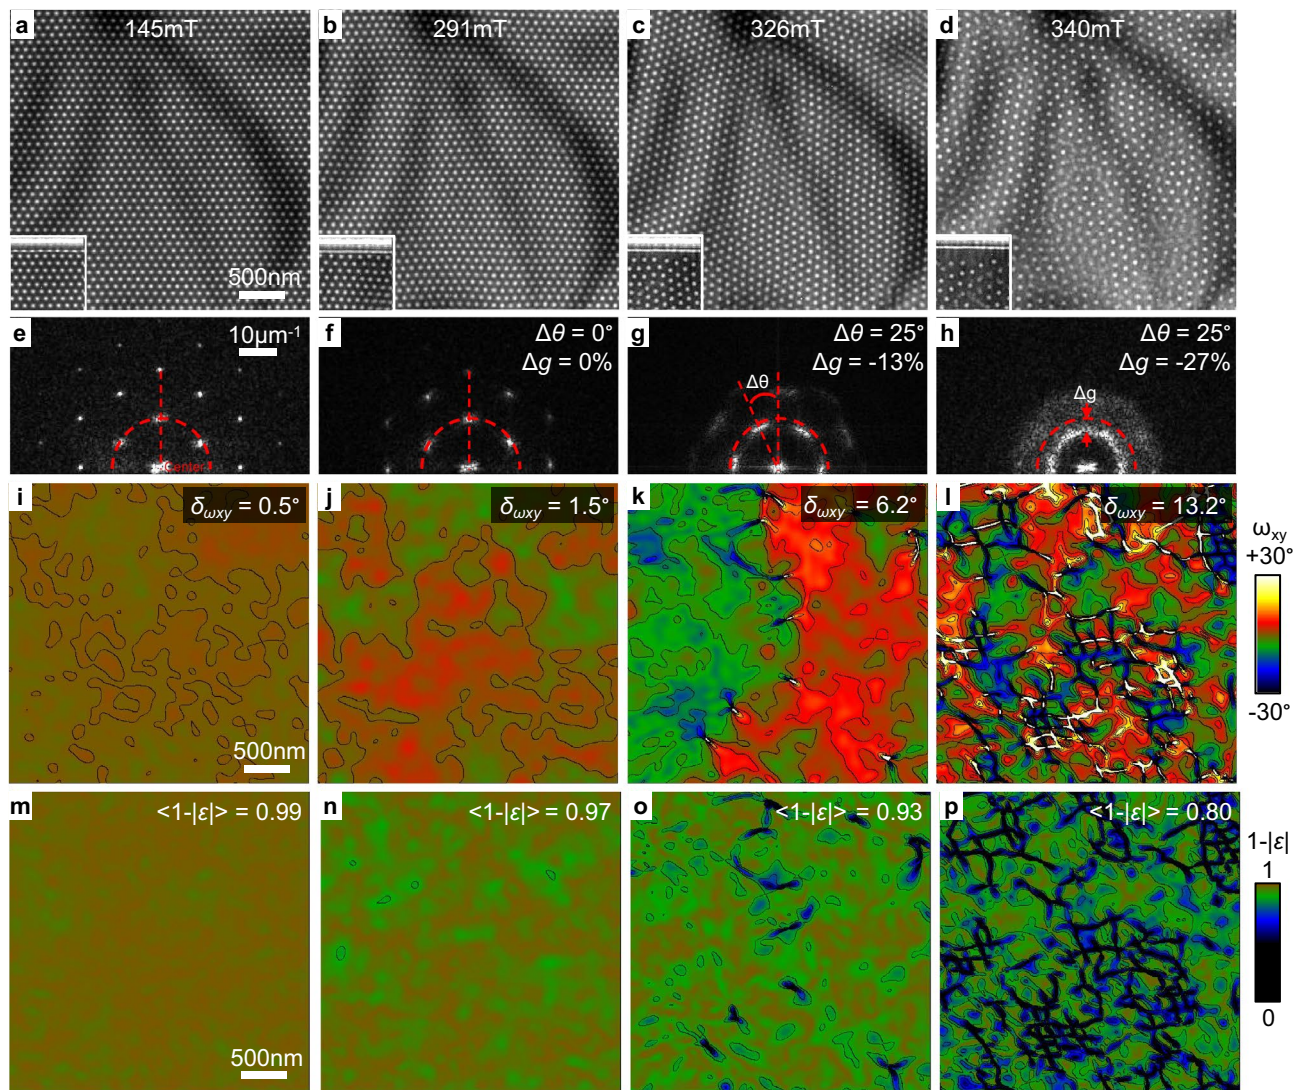 a 145mT
b 291mT
c 326mT
d 340mT
500nm
e 10µm⁻¹
Center
f Δθ = 0°
Δg = 0%
g Δθ = 25°
Δg = -13%
Δθ
h Δθ = 25°
Δg = -27%
Δg
i δωxy = 0.5°
j δωxy = 1.5°
k δωxy = 6.2°
l δωxy = 13.2°
500nm
ωxy
+30°
-30°
m <1-|ε|> = 0.99
n <1-|ε|> = 0.97
o <1-|ε|> = 0.93
p <1-|ε|> = 0.80
500nm
1-|ε|
1
0